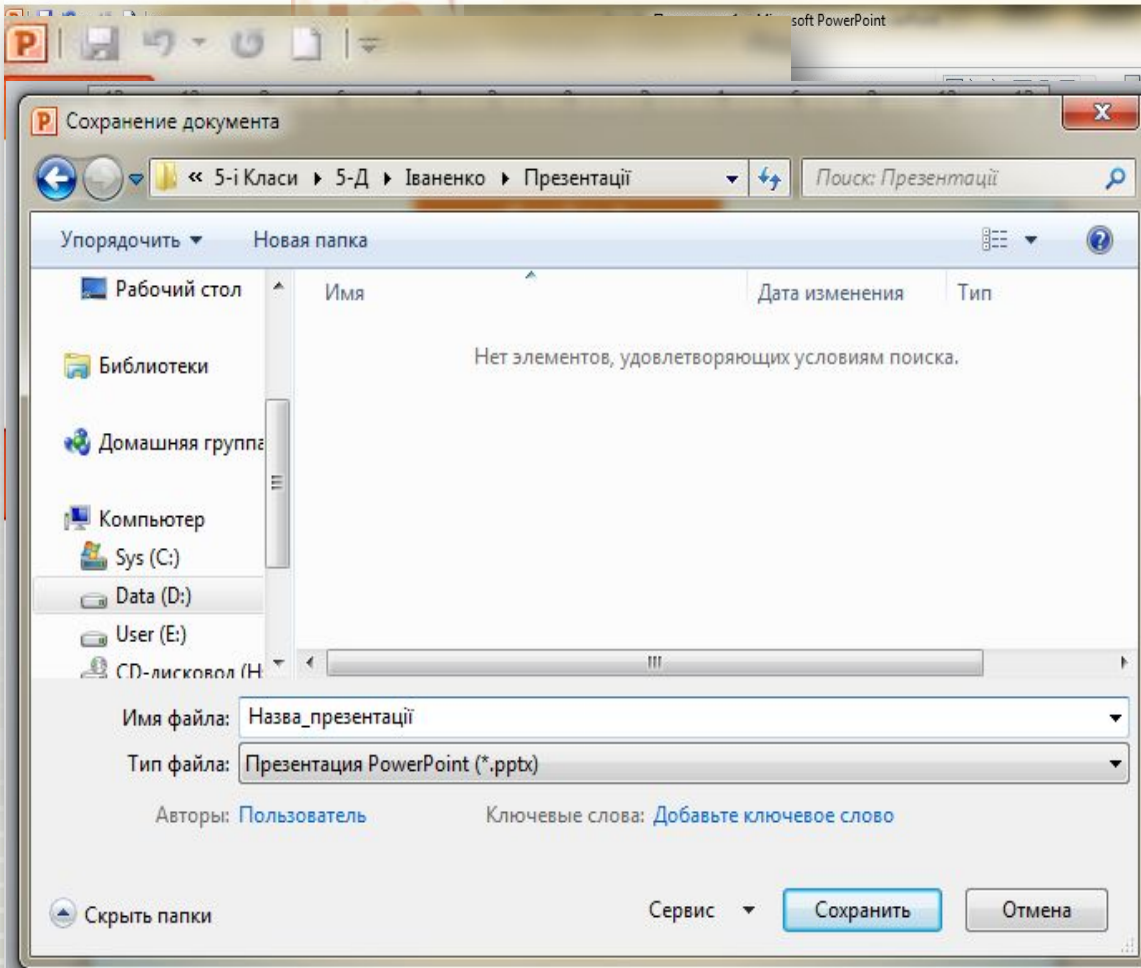 soft PowerPoint
Сохранение документа
« 5-і Класи ▸ 5-Д ▸ Іваненко ▸ Презентації
Поиск: Презентації
Упорядочить ▾ Новая папка
Рабочий стол
Имя Дата изменения Тип
Нет элементов, удовлетворяющих условиям поиска.
Библиотеки
Домашняя группа
Компьютер
Sys (C:)
Data (D:)
User (E:)
CD-дисковод (H:
Имя файла: Назва_презентації
Тип файла: Презентация PowerPoint (*.pptx)
Авторы: Пользователь Ключевые слова: Добавьте ключевое слово
Скрыть папки Сервис ▾ Сохранить Отмена